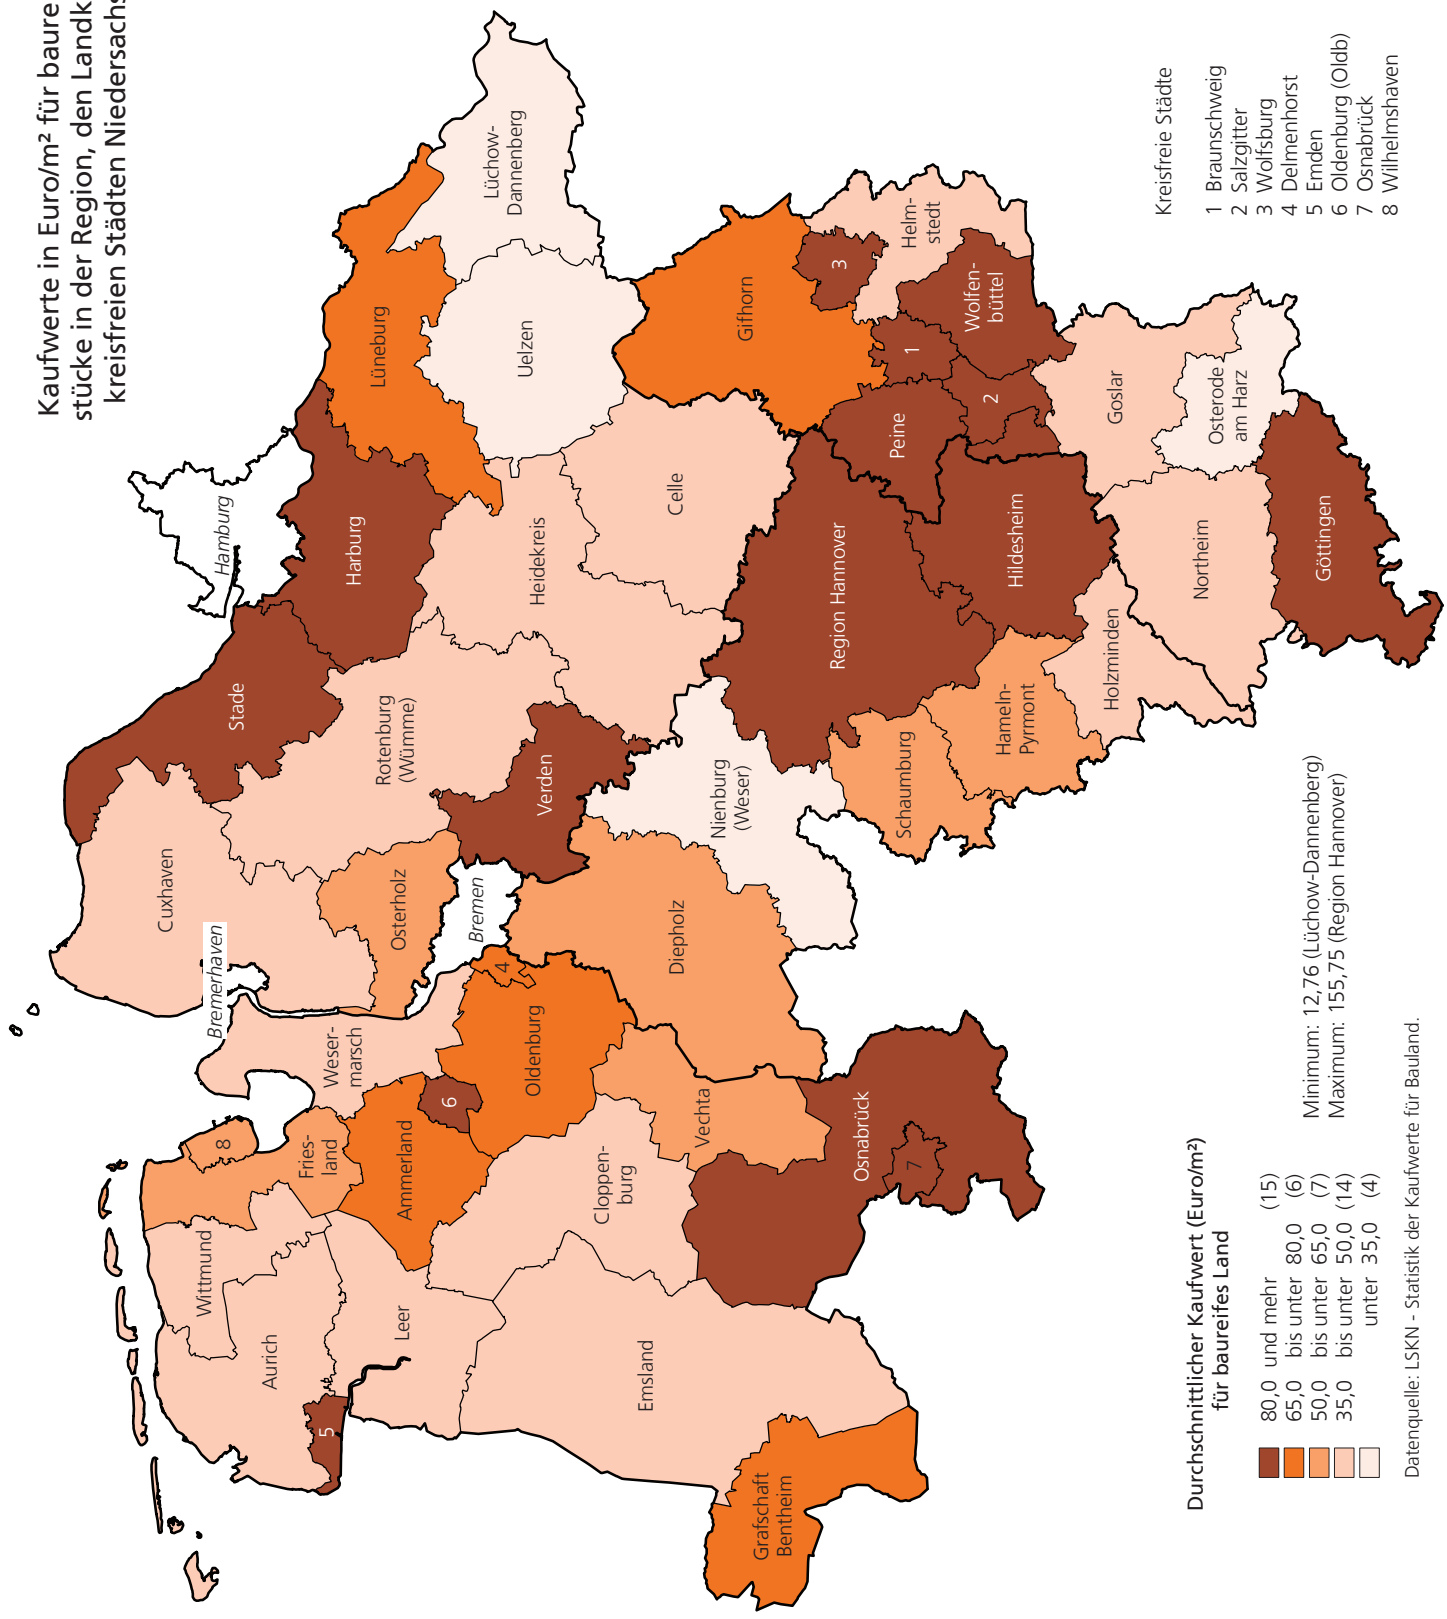 Kaufwerte in Euro/m² für baure
stücke in der Region, den Landk
kreisfreien Städten Niedersachs
Hamburg
Bremerhaven
Bremen
Stade
Harburg
Lüneburg
Lüchow-
Dannenberg
Uelzen
Cuxhaven
Rotenburg
(Wümme)
Heidekreis
Celle
Gifhorn
Osterholz
Verden
Weser-
marsch
Fries-
land
8
Wittmund
Aurich
5
Leer
Ammerland
6
Oldenburg
4
Cloppen-
burg
Vechta
Diepholz
Nienburg
(Weser)
Emsland
Grafschaft
Bentheim
Osnabrück
7
Schaumburg
Region Hannover
Hameln-
Pyrmont
Hildesheim
Peine
1
2
3
Helm-
stedt
Wolfen-
büttel
Goslar
Osterode
am Harz
Holzminden
Northeim
Göttingen
Kreisfreie Städte
1 Braunschweig
2 Salzgitter
3 Wolfsburg
4 Delmenhorst
5 Emden
6 Oldenburg (Oldb)
7 Osnabrück
8 Wilhelmshaven
Durchschnittlicher Kaufwert (Euro/m²)
für baureifes Land
80,0 und mehr (15)
65,0 bis unter 80,0 (6)
50,0 bis unter 65,0 (7)
35,0 bis unter 50,0 (14)
unter 35,0 (4)
Minimum: 12,76 (Lüchow-Dannenberg)
Maximum: 155,75 (Region Hannover)
Datenquelle: LSKN - Statistik der Kaufwerte für Bauland.